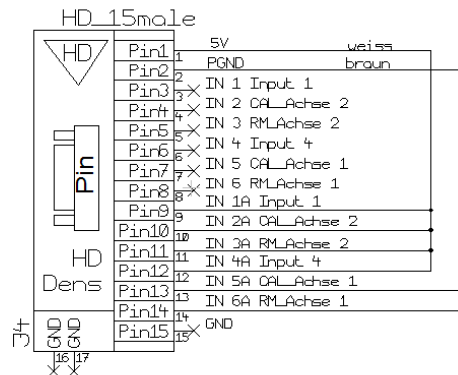 HD_15male
HD
Pin
HD
Dens
J4
GND
GND
16
17
Pin1 1 5V weiss
Pin2 2 PGND braun
Pin3 3 IN 1 Input 1
Pin4 4 IN 2 CAL_Achse 2
Pin5 5 IN 3 RM_Achse 2
Pin6 6 IN 4 Input 4
Pin7 7 IN 5 CAL_Achse 1
Pin8 8 IN 6 RM_Achse 1
Pin9 9 IN 1A Input 1
Pin10 10 IN 2A CAL_Achse 2
Pin11 11 IN 3A RM_Achse 2
Pin12 12 IN 4A Input 4
Pin13 13 IN 5A CAL_Achse 1
Pin14 14 IN 6A RM_Achse 1
Pin15 15 GND